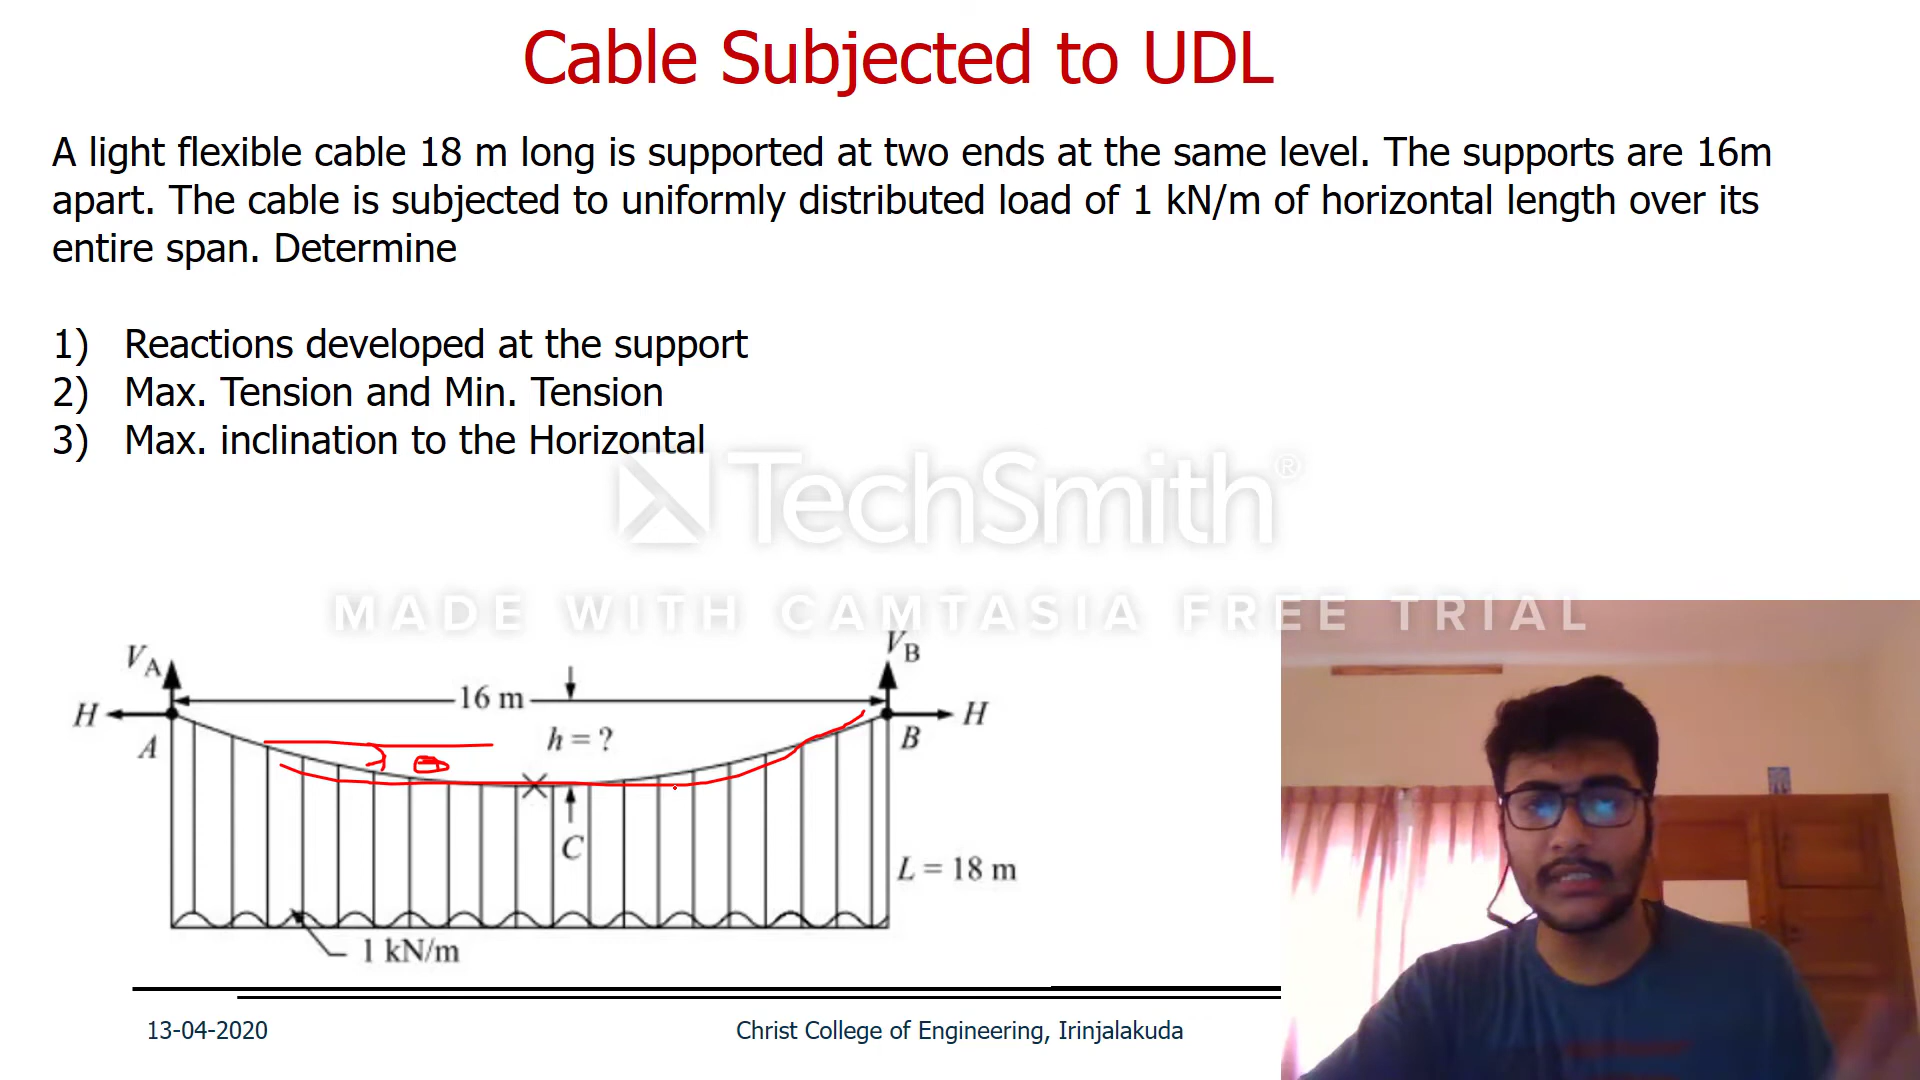 Cable Subjected to UDL
A light flexible cable 18 m long is supported at two ends at the same level. The supports are 16m
apart. The cable is subjected to uniformly distributed load of 1 kN/m of horizontal length over its
entire span. Determine
1) Reactions developed at the support
2) Max. Tension and Min. Tension
3) Max. inclination to the Horizontal
TechSmith®
MADE WITH CAMTASIA FREE TRIAL
VA
VB
16 m
H
H
A
h = ?
B
C
L = 18 m
1 kN/m
13-04-2020
Christ College of Engineering, Irinjalakuda